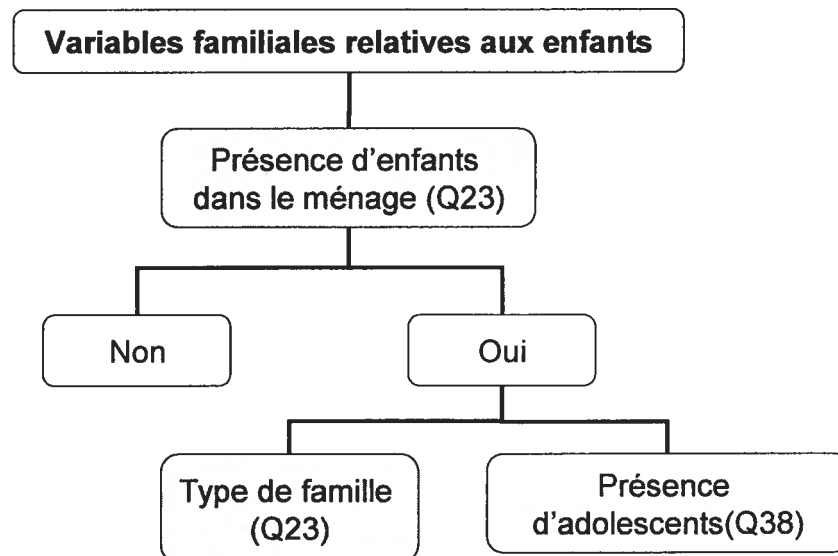 Variables familiales relatives aux enfants
Présence d'enfants
dans le ménage (Q23)
Non
Oui
Type de famille
(Q23)
Présence
d'adolescents(Q38)